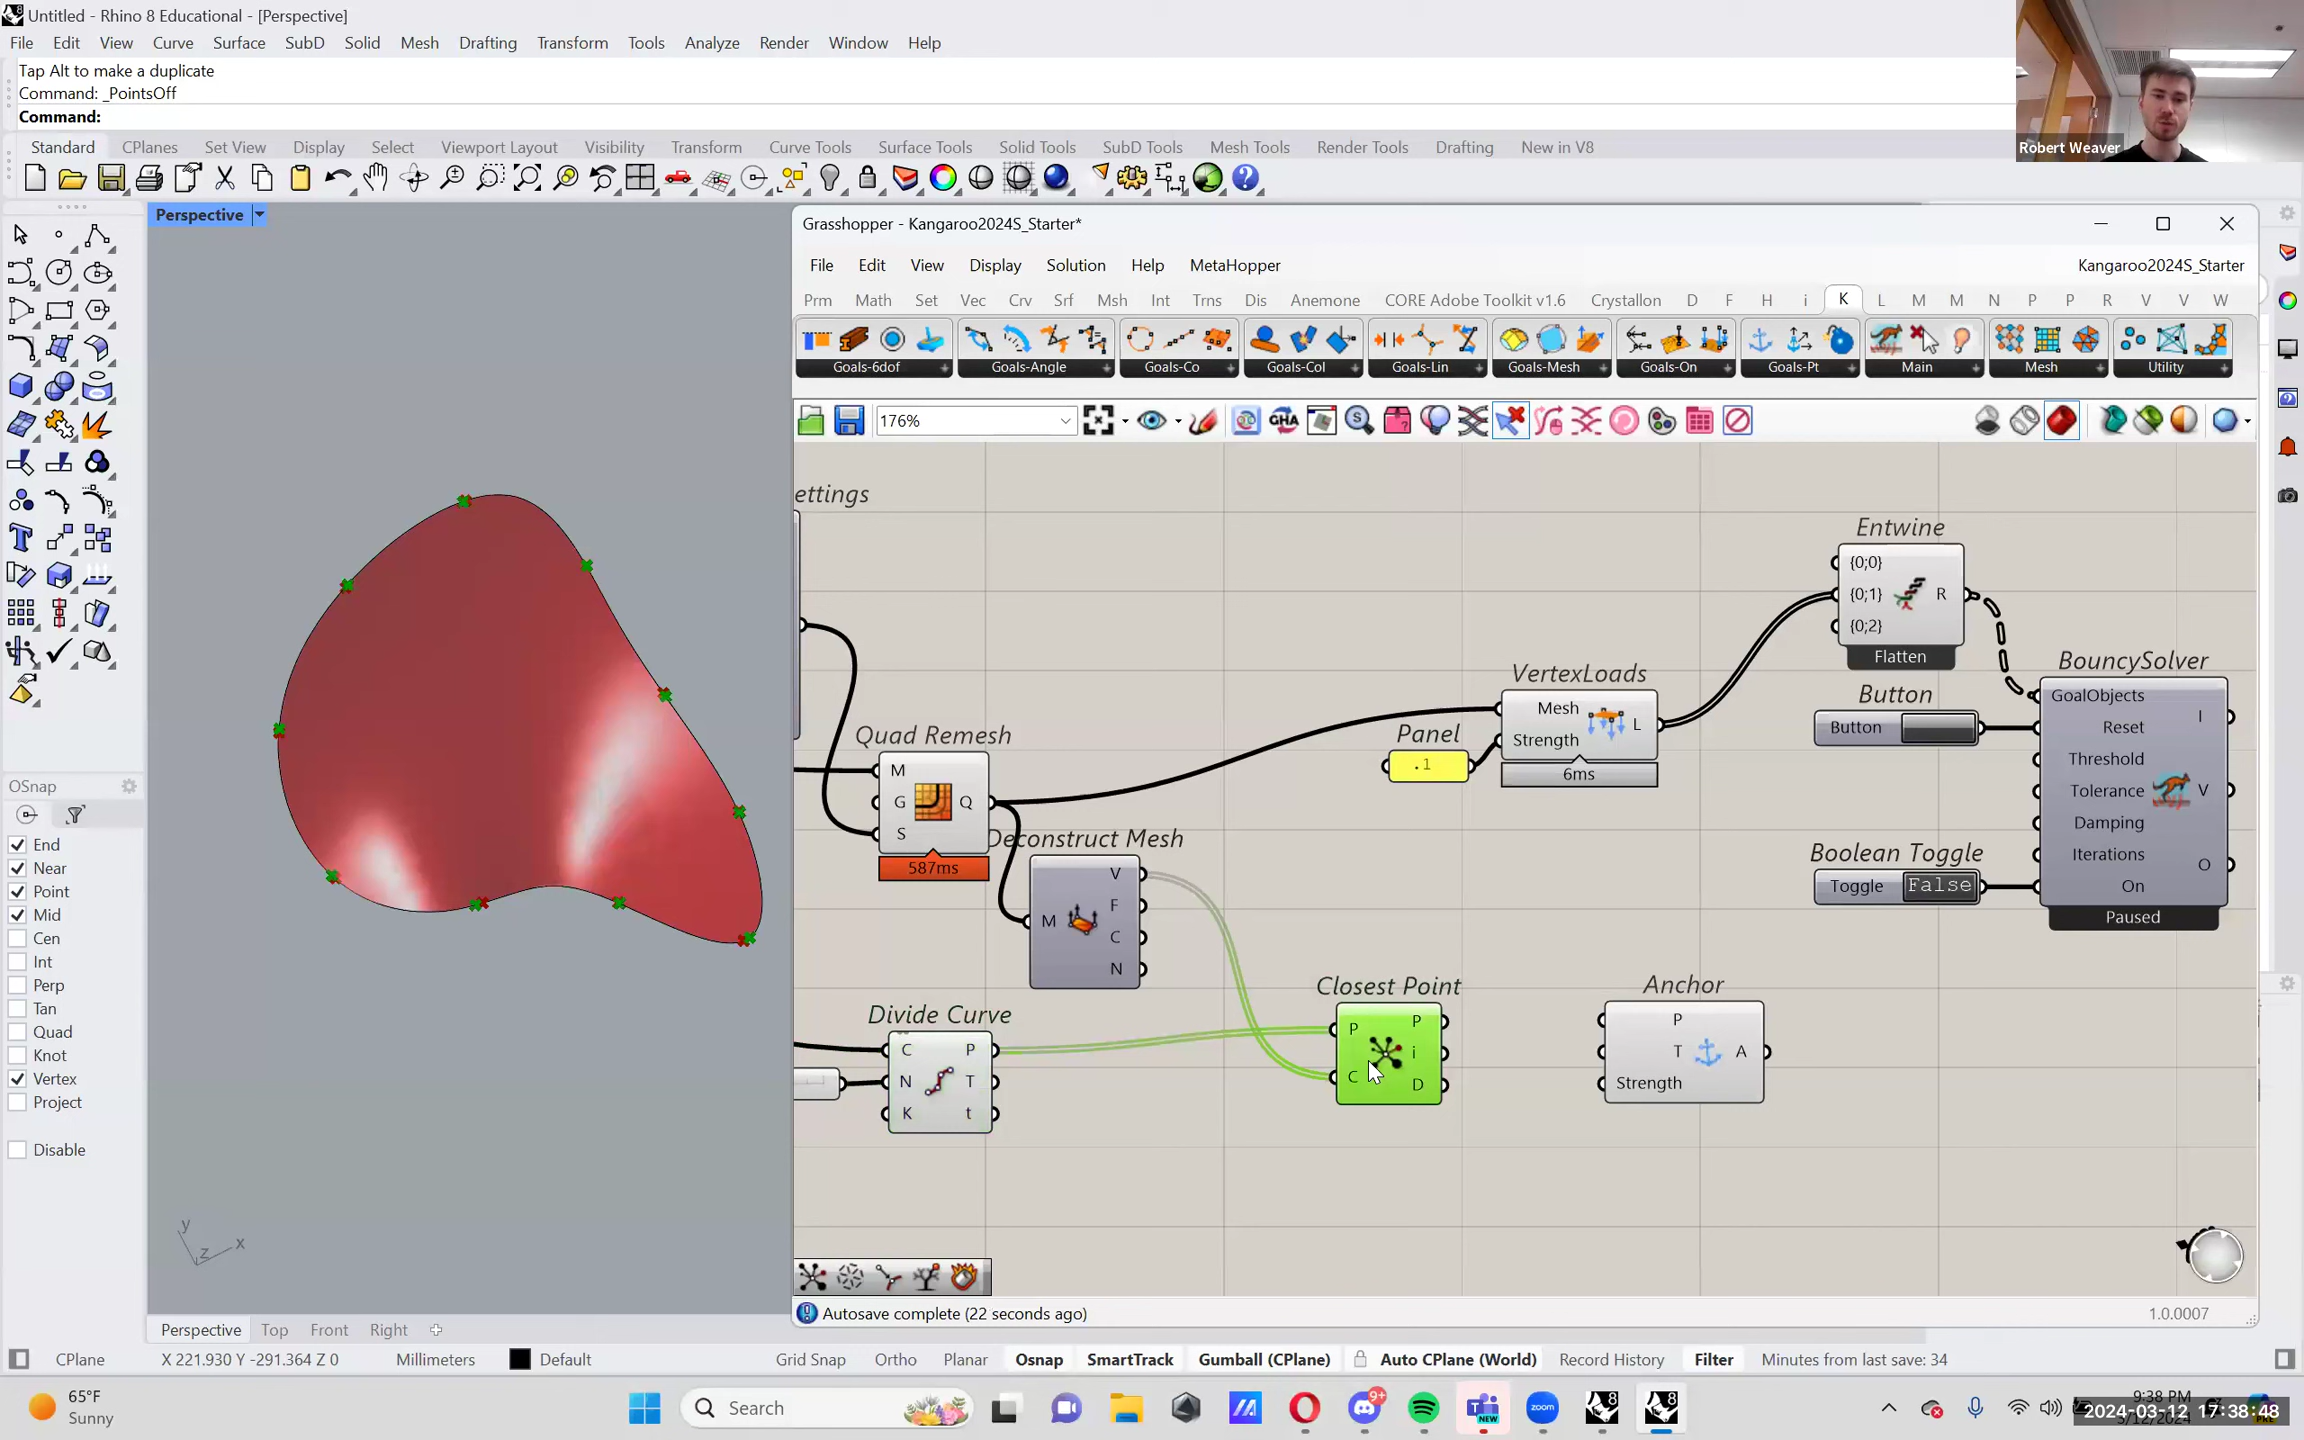 Untitled - Rhino 8 Educational - [Perspective]
File Edit View Curve Surface SubD Solid Mesh Drafting Transform Tools Analyze Render Window Help
Tap Alt to make a duplicate
Command: _PointsOff
Command:
Standard CPlanes Set View Display Select Viewport Layout Visibility Transform Curve Tools Surface Tools Solid Tools SubD Tools Mesh Tools Render Tools Drafting New in V8
Robert Weaver
Perspective
Grasshopper - Kangaroo2024S_Starter*
File Edit View Display Solution Help MetaHopper
Kangaroo2024S_Starter
Prm Math Set Vec Crv Srf Msh Int Trns Dis Anemone CORE Adobe Toolkit v1.6 Crystallon D F H i K L M M N P P R V V W
Goals-6dof Goals-Angle Goals-Co Goals-Col Goals-Lin Goals-Mesh Goals-On Goals-Pt Main Mesh Utility
176%
GHA
ettings
Entwine
{0;0}
{0;1} R
{0;2}
Flatten
BouncySolver
GoalObjects
Reset
Threshold
Tolerance
Damping
Iterations
On
I
V
O
Paused
Button
Button
Boolean Toggle
Toggle False
VertexLoads
Mesh
Strength
L
6ms
Panel
.1
Quad Remesh
M
G Q
S
587ms
Deconstruct Mesh
M
V
F
C
N
Divide Curve
C P
N T
K t
Closest Point
P P
i
C D
Anchor
P
T A
Strength
OSnap
End
Near
Point
Mid
Cen
Int
Perp
Tan
Quad
Knot
Vertex
Project
Disable
y
z x
Autosave complete (22 seconds ago)
1.0.0007
Perspective Top Front Right
CPlane X 221.930 Y -291.364 Z 0 Millimeters Default Grid Snap Ortho Planar Osnap SmartTrack Gumball (CPlane) Auto CPlane (World) Record History Filter Minutes from last save: 34
65°F
Sunny
Search
9+
NEW
zoom
8
8
9:38 PM
2024-03-12 17:38:48